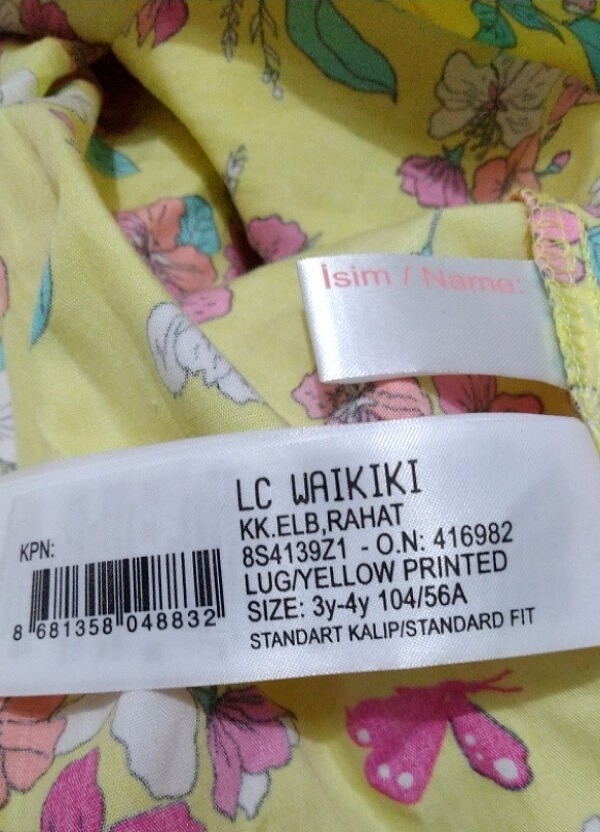 İsim / Name:
LC WAIKIKI
KK.ELB,RAHAT
8S4139Z1 - O.N: 416982
LUG/YELLOW PRINTED
SIZE: 3y-4y 104/56A
STANDART KALIP/STANDARD FIT
KPN:
8 681358 048832